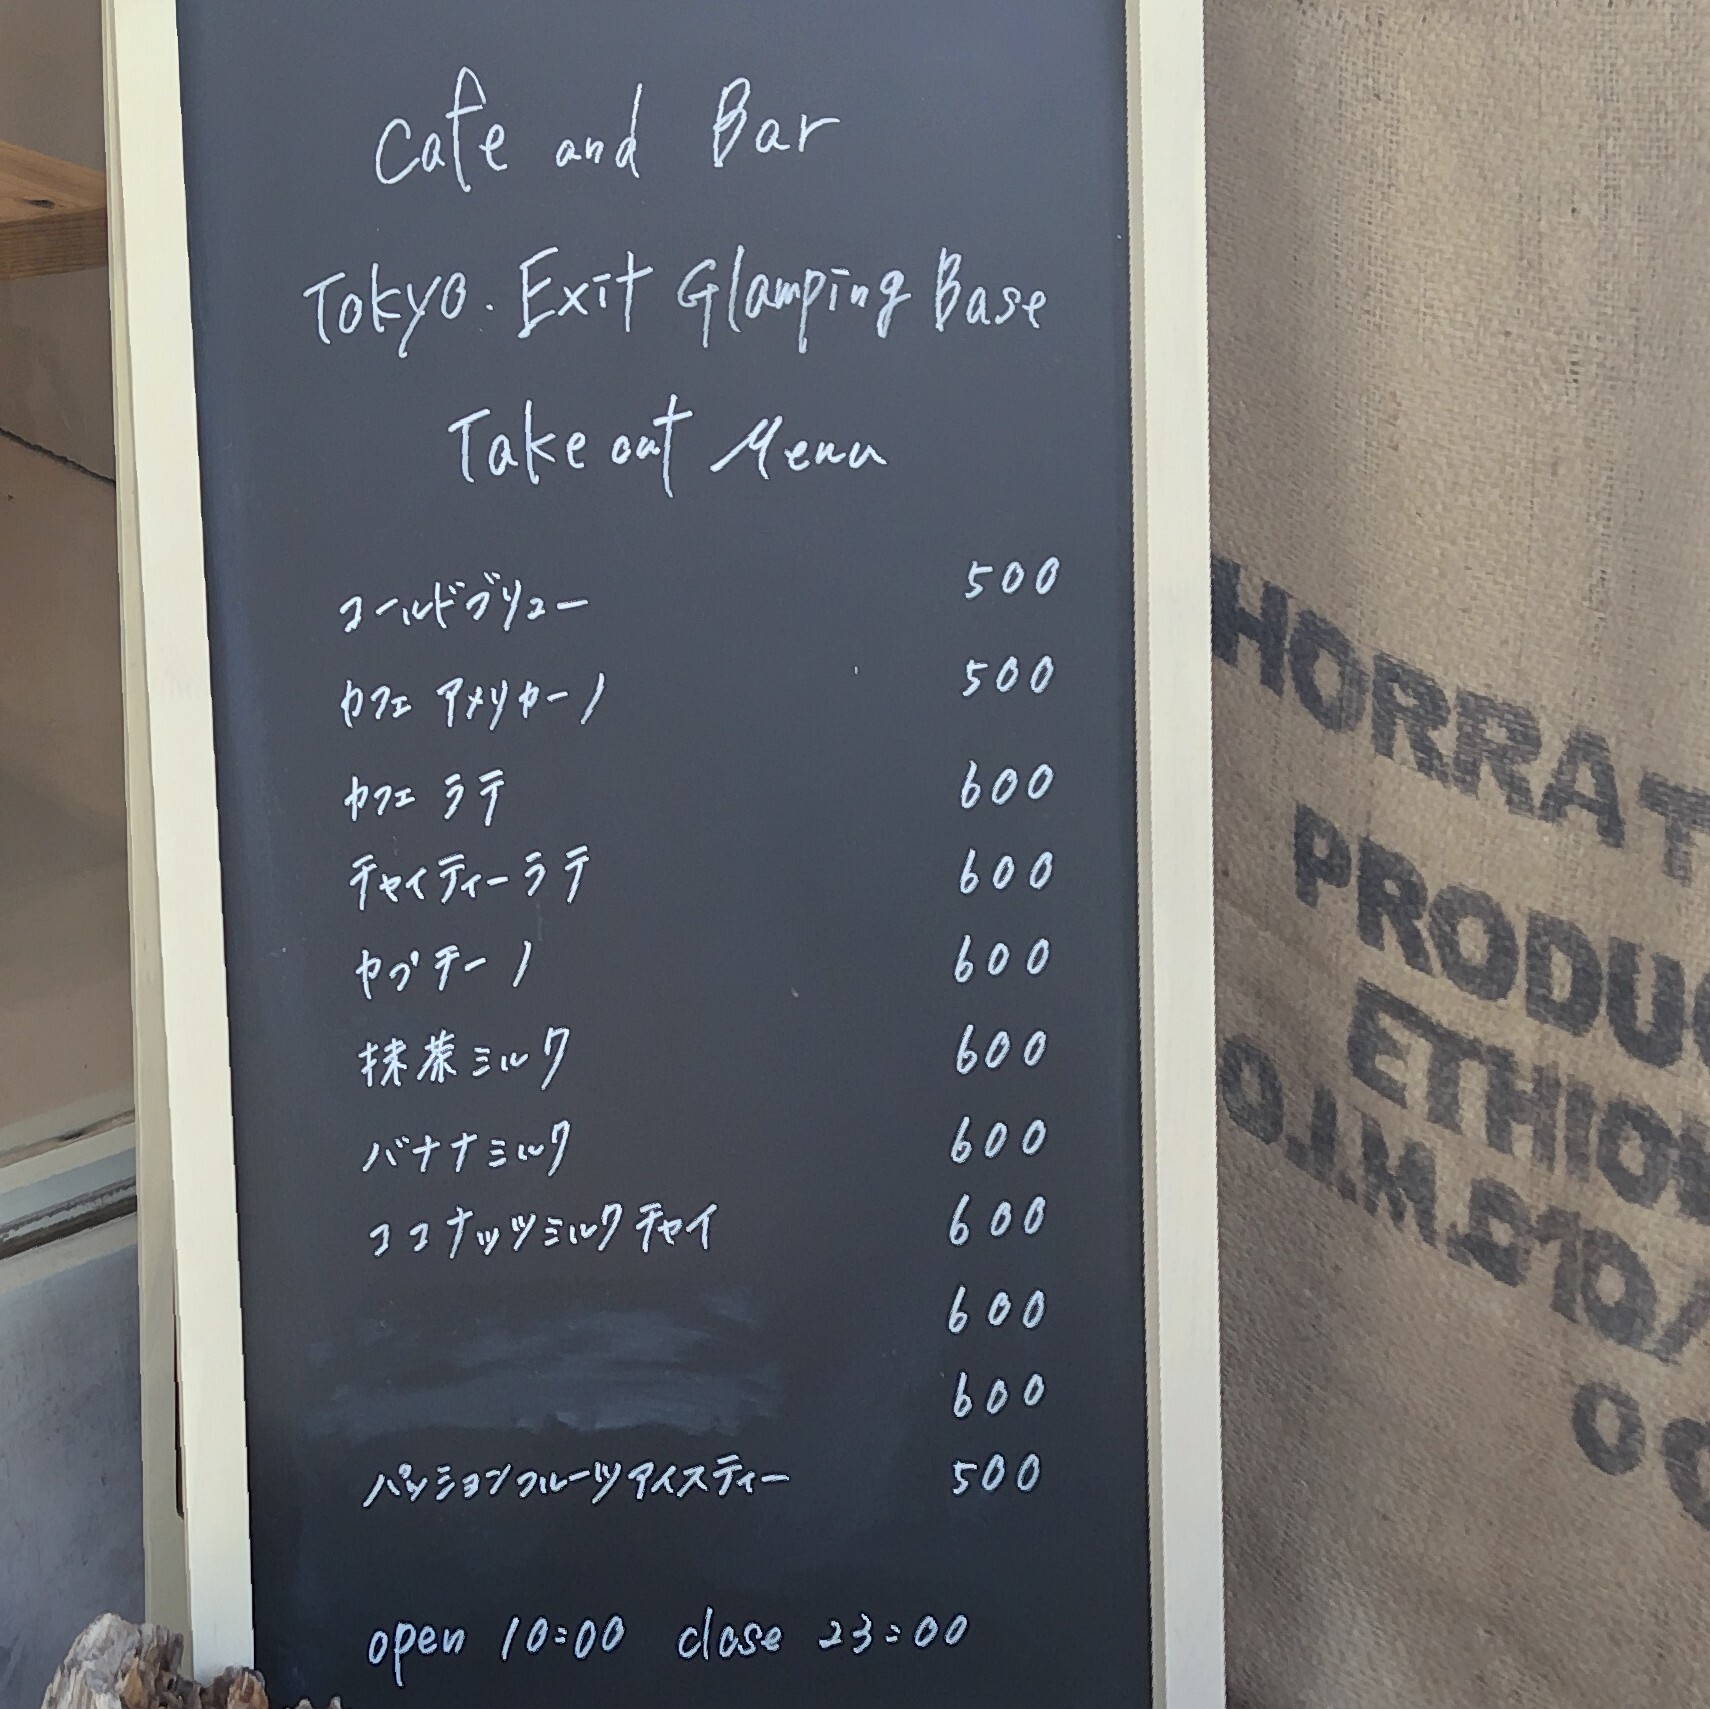 Cafe and Bar
Tokyo. Exit Glamping Base
Take out Menu
コールドブリュー 500
カフェ アメリカーノ 500
カフェ ラテ 600
チャイティーラテ 600
カプチーノ 600
抹茶ミルク 600
バナナミルク 600
ココナッツミルクチャイ 600
600
600
パッションフルーツアイスティー 500
open 10:00 close 23:00
HORRAT
PRODUC
ETHIOP